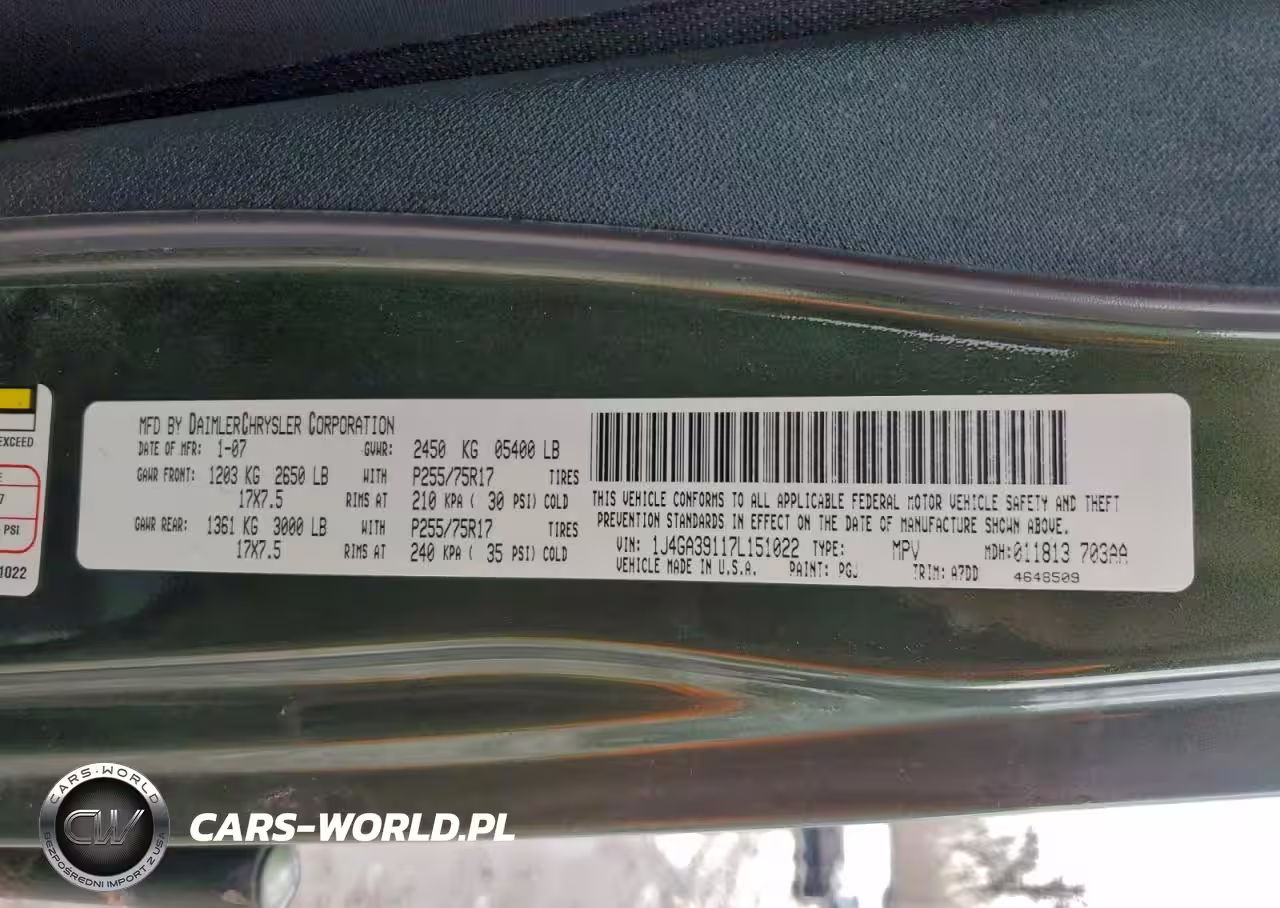 MFD BY DAIMLERCHRYSLER CORPORATION
DATE OF MFR: 1-07 GVWR: 2450 KG 05400 LB
GAWR FRONT: 1203 KG 2650 LB WITH P255/75R17 TIRES
17X7.5 RIMS AT 210 KPA ( 30 PSI) COLD
GAWR REAR: 1361 KG 3000 LB WITH P255/75R17 TIRES
17X7.5 RIMS AT 240 KPA ( 35 PSI) COLD
THIS VEHICLE CONFORMS TO ALL APPLICABLE FEDERAL MOTOR VEHICLE SAFETY AND THEFT
PREVENTION STANDARDS IN EFFECT ON THE DATE OF MANUFACTURE SHOWN ABOVE.
VIN: 1J4GA39117L151022 TYPE: MPV MDH:011813 703AA
VEHICLE MADE IN U.S.A. PAINT: PGJ TRIM: A7DD 4648509
EXCEED
PSI
1022
CARS-WORLD
CW
BEZPOŚREDNI IMPORT Z USA
CARS-WORLD.PL